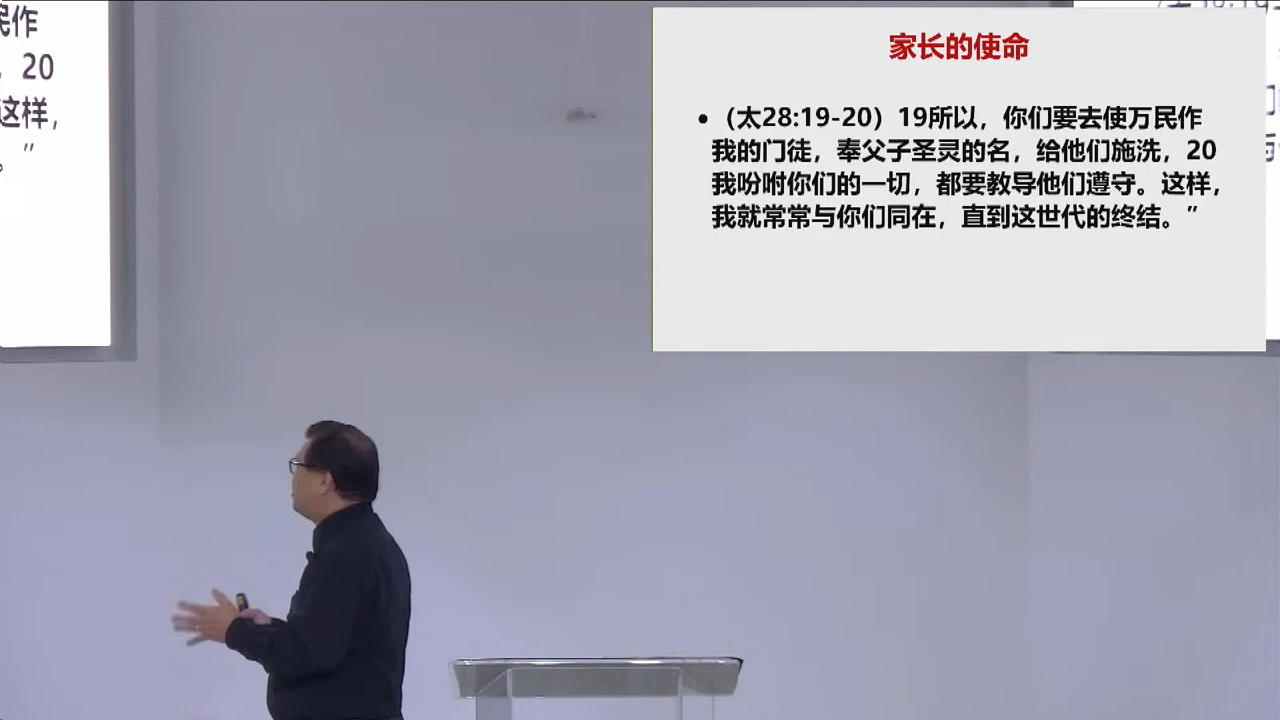 家长的使命
• （太28:19-20）19所以，你们要去使万民作
我的门徒，奉父子圣灵的名，给他们施洗，20
我吩咐你们的一切，都要教导他们遵守。这样，
我就常常与你们同在，直到这世代的终结。”
民作
，20
这样，
。”